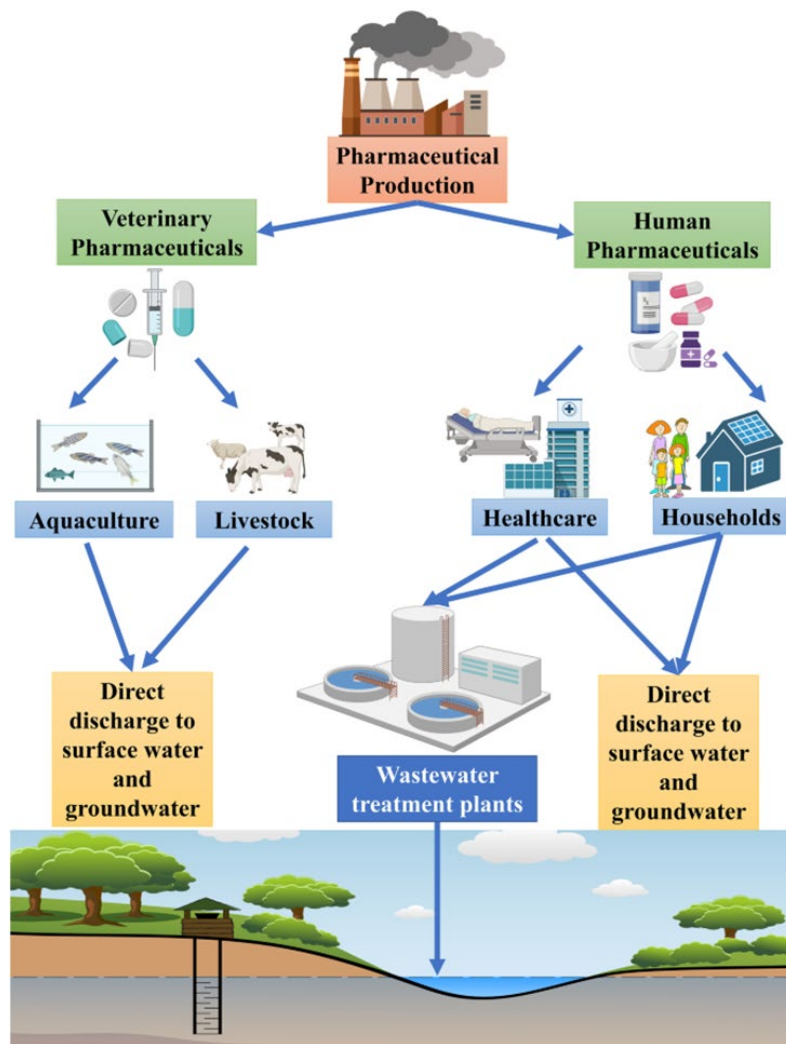 Pharmaceutical
Production
Veterinary
Pharmaceuticals
Human
Pharmaceuticals
Aquaculture
Livestock
Healthcare
Households
Direct
discharge to
surface water
and
groundwater
Wastewater
treatment plants
Direct
discharge to
surface water
and
groundwater